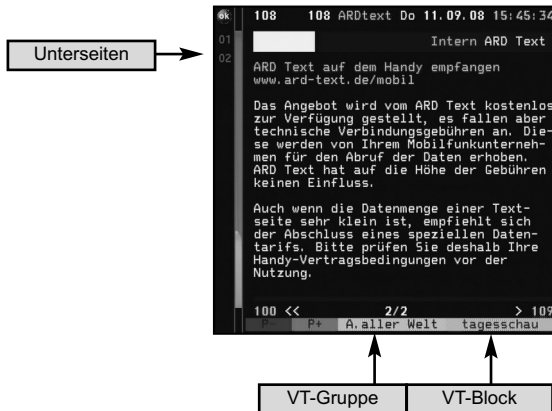 ok 108 108 ARDtext Do 11.09.08 15:45:34
01 Intern ARD Text
Unterseiten
02
ARD Text auf dem Handy empfangen
www.ard-text.de/mobil
Das Angebot wird vom ARD Text kostenlos
zur Verfügung gestellt, es fallen aber
technische Verbindungsgebühren an. Die-
se werden von Ihrem Mobilfunkunterneh-
men für den Abruf der Daten erhoben.
ARD Text hat auf die Höhe der Gebühren
keinen Einfluss.
Auch wenn die Datenmenge einer Text-
seite sehr klein ist, empfiehlt sich
der Abschluss eines speziellen Daten-
tarifs. Bitte prüfen Sie deshalb Ihre
Handy-Vertragsbedingungen vor der
Nutzung.
100 << 2/2 > 109
P- P+ A.aller Welt tagesschau
VT-Gruppe VT-Block